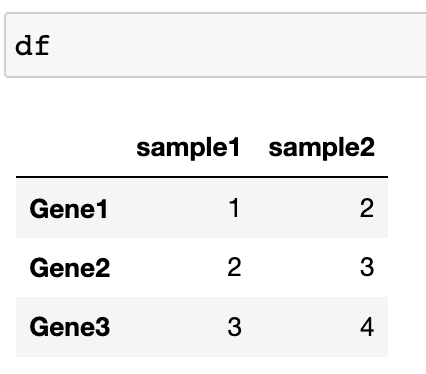 df
sample1 sample2
Gene1 1 2
Gene2 2 3
Gene3 3 4